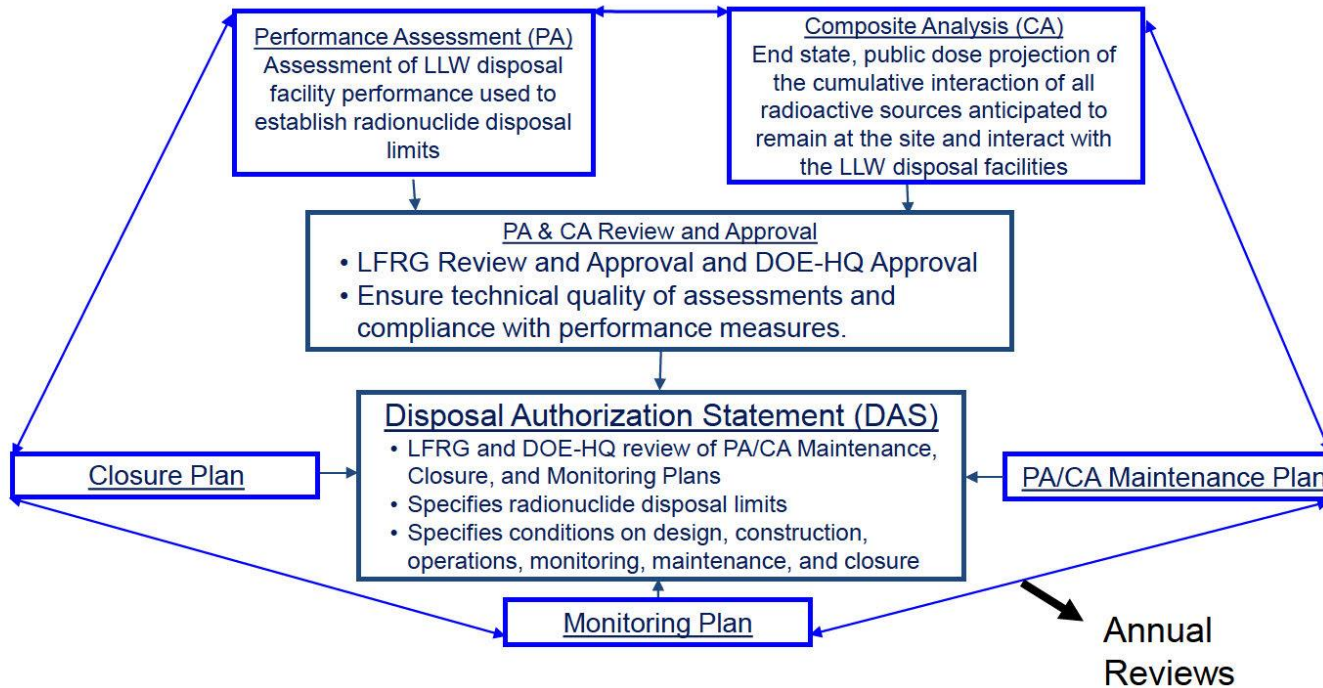 Performance Assessment (PA)
Assessment of LLW disposal
facility performance used to
establish radionuclide disposal
limits
Composite Analysis (CA)
End state, public dose projection of
the cumulative interaction of all
radioactive sources anticipated to
remain at the site and interact with
the LLW disposal facilities
PA & CA Review and Approval
• LFRG Review and Approval and DOE-HQ Approval
• Ensure technical quality of assessments and
compliance with performance measures.
Disposal Authorization Statement (DAS)
• LFRG and DOE-HQ review of PA/CA Maintenance,
Closure, and Monitoring Plans
• Specifies radionuclide disposal limits
• Specifies conditions on design, construction,
operations, monitoring, maintenance, and closure
Closure Plan
PA/CA Maintenance Plan
Monitoring Plan
Annual
Reviews